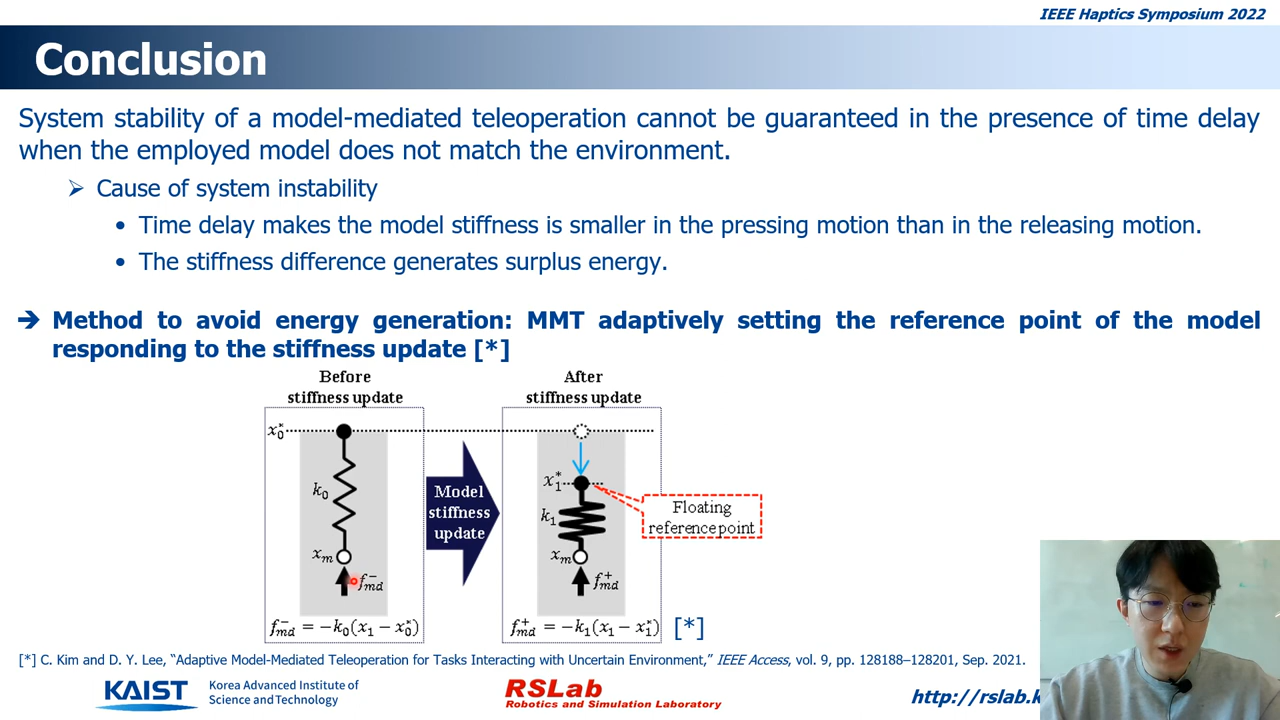 IEEE Haptics Symposium 2022
Conclusion
System stability of a model-mediated teleoperation cannot be guaranteed in the presence of time delay
when the employed model does not match the environment.
➢ Cause of system instability
• Time delay makes the model stiffness is smaller in the pressing motion than in the releasing motion.
• The stiffness difference generates surplus energy.
➔ Method to avoid energy generation: MMT adaptively setting the reference point of the model
responding to the stiffness update [*]
Before
stiffness update
After
stiffness update
x₀*
k₀
xₘ
f⁻ₘd
f⁻ₘd = −k₀(x₁ − x₀*)
Model
stiffness
update
x₁*
k₁
xₘ
f⁺ₘd
f⁺ₘd = −k₁(x₁ − x₁*)
Floating
reference point
[*]
[*] C. Kim and D. Y. Lee, “Adaptive Model-Mediated Teleoperation for Tasks Interacting with Uncertain Environment,” IEEE Access, vol. 9, pp. 128188–128201, Sep. 2021.
KAIST
Korea Advanced Institute of
Science and Technology
RSLab
Robotics and Simulation Laboratory
http://rslab.k